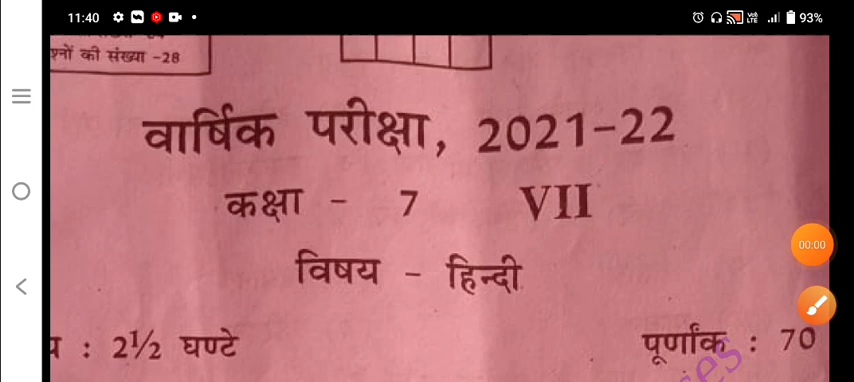 11:40
93%
श्नों की संख्या -28
वार्षिक परीक्षा, 2021-22
कक्षा - 7 VII
विषय - हिन्दी
00:00
: 2½ घण्टे पूर्णांक : 70